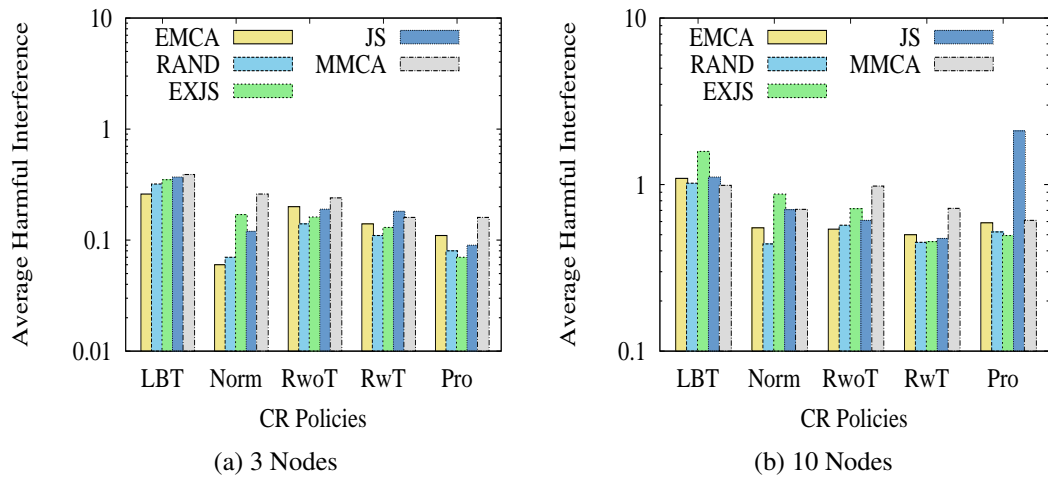 Average Harmful Interference
10
1
0.1
0.01
EMCA
RAND
EXJS
JS
MMCA
LBT Norm RwoT RwT Pro
CR Policies
(a) 3 Nodes
Average Harmful Interference
10
1
0.1
EMCA
RAND
EXJS
JS
MMCA
LBT Norm RwoT RwT Pro
CR Policies
(b) 10 Nodes